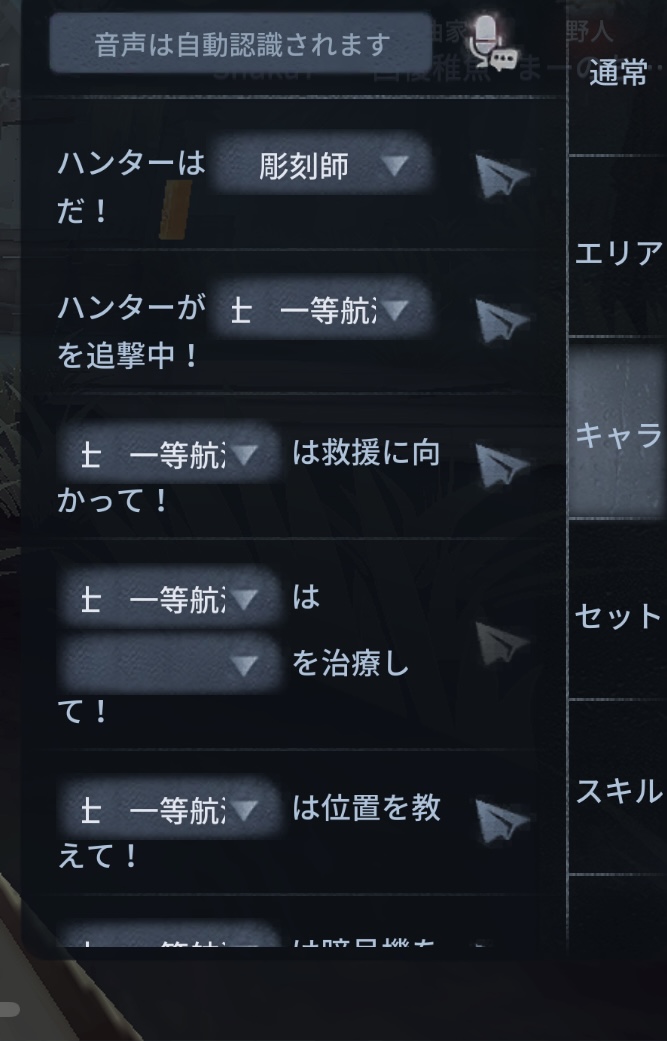 音声は自動認識されます
野人
通常
ハンターは 彫刻師
だ！
エリア
ハンターが 士 一等航
を追撃中！
キャラ
士 一等航 は救援に向
かって！
士 一等航 は
を治療し
て！
セット
士 一等航 は位置を教
えて！
スキル